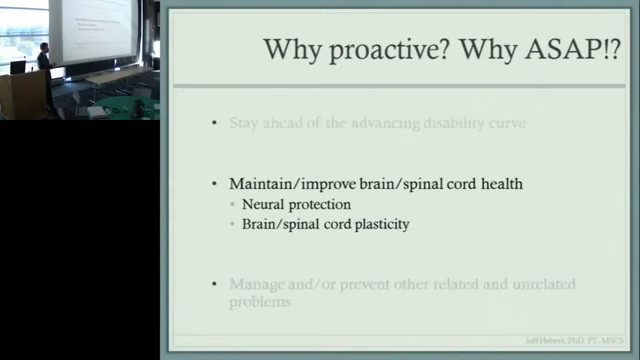 Why proactive? Why ASAP!?
• Stay ahead of the advancing disability curve
• Maintain/improve brain/spinal cord health
• Neural protection
• Brain/spinal cord plasticity
• Manage and/or prevent other related and unrelated
problems
Jeff Hebert, PhD, PT, MSCS